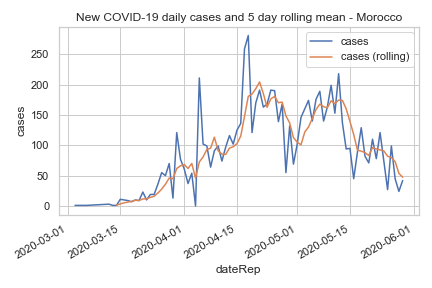 New COVID-19 daily cases and 5 day rolling mean - Morocco
cases
cases (rolling)
250
200
150
100
50
0
cases
2020-03-01
2020-03-15
2020-04-01
2020-04-15
2020-05-01
2020-05-15
2020-06-01
dateRep